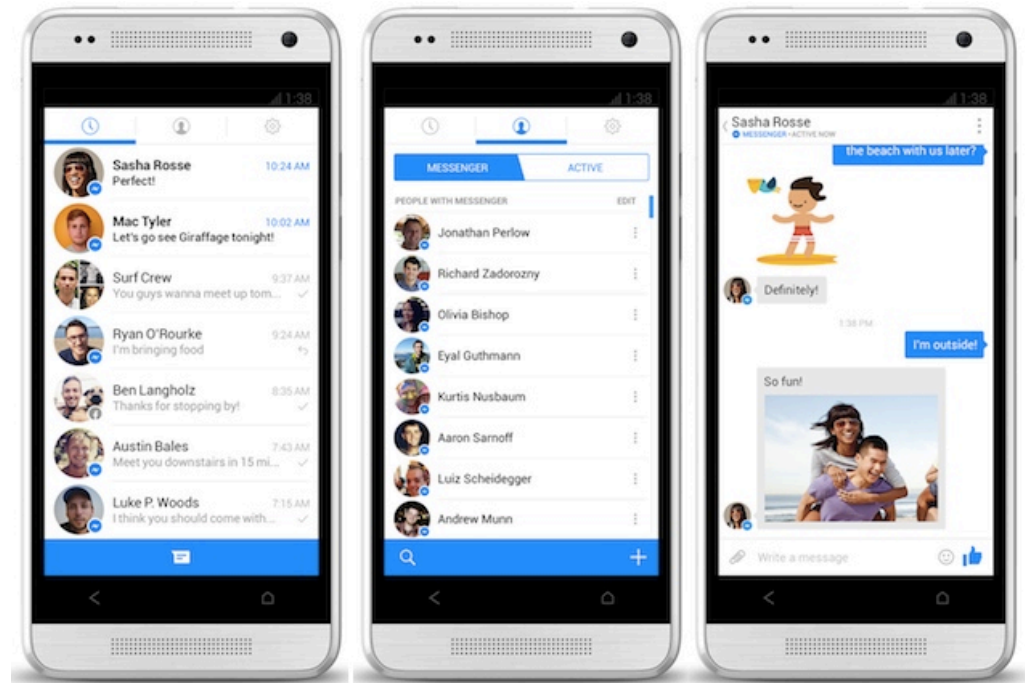 1:38
Sasha Rosse
10:24 AM
Perfect!
Mac Tyler
10:02 AM
Let's go see Giraffage tonight!
Surf Crew
9:37 AM
You guys wanna meet up tom...
Ryan O'Rourke
9:24 AM
I'm bringing food
Ben Langholz
8:35 AM
Thanks for stopping by!
Austin Bales
7:43 AM
Meet you downstairs in 15 mi...
Luke P. Woods
7:15 AM
I think you should come with...
1:38
MESSENGER
ACTIVE
PEOPLE WITH MESSENGER
EDIT
Jonathan Perlow
Richard Zadorozny
Olivia Bishop
Eyal Guthmann
Kurtis Nusbaum
Aaron Sarnoff
Luiz Scheidegger
Andrew Munn
1:38
Sasha Rosse
MESSENGER • ACTIVE NOW
the beach with us later?
Definitely!
1:38 PM
I'm outside!
So fun!
Write a message